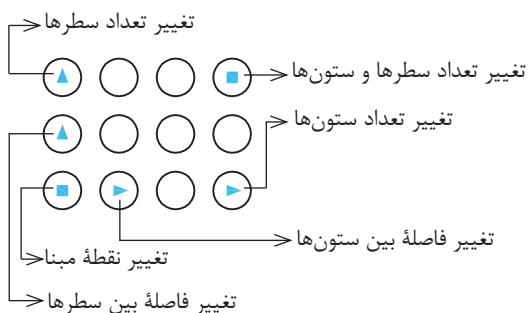 تغییر تعداد سطرها
تغییر تعداد سطرها و ستون‌ها
تغییر تعداد ستون‌ها
تغییر فاصلهٔ بین ستون‌ها
تغییر نقطهٔ مبنا
تغییر فاصلهٔ بین سطرها